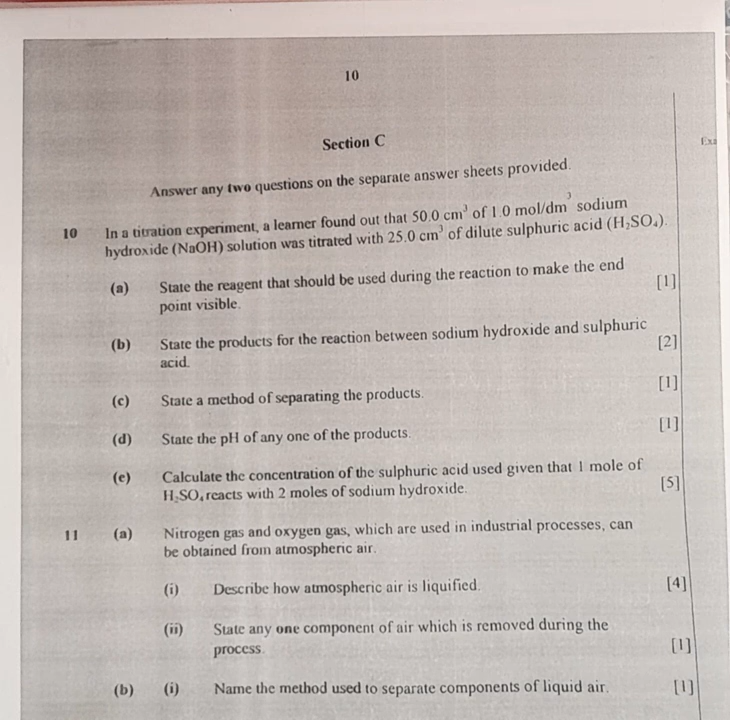 10
Section C
Answer any two questions on the separate answer sheets provided.
10 In a titration experiment, a learner found out that 50.0 cm³ of 1.0 mol/dm³ sodium
hydroxide (NaOH) solution was titrated with 25.0 cm³ of dilute sulphuric acid (H₂SO₄).
(a) State the reagent that should be used during the reaction to make the end
point visible. [1]
(b) State the products for the reaction between sodium hydroxide and sulphuric
acid. [2]
(c) State a method of separating the products. [1]
(d) State the pH of any one of the products. [1]
(e) Calculate the concentration of the sulphuric acid used given that 1 mole of
H₂SO₄ reacts with 2 moles of sodium hydroxide. [5]
11 (a) Nitrogen gas and oxygen gas, which are used in industrial processes, can
be obtained from atmospheric air.
(i) Describe how atmospheric air is liquified. [4]
(ii) State any one component of air which is removed during the
process. [1]
(b) (i) Name the method used to separate components of liquid air. [1]